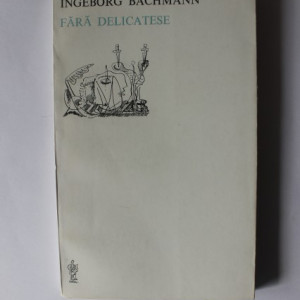 INGEBORG BACHMANN
FĂRĂ DELICATESE